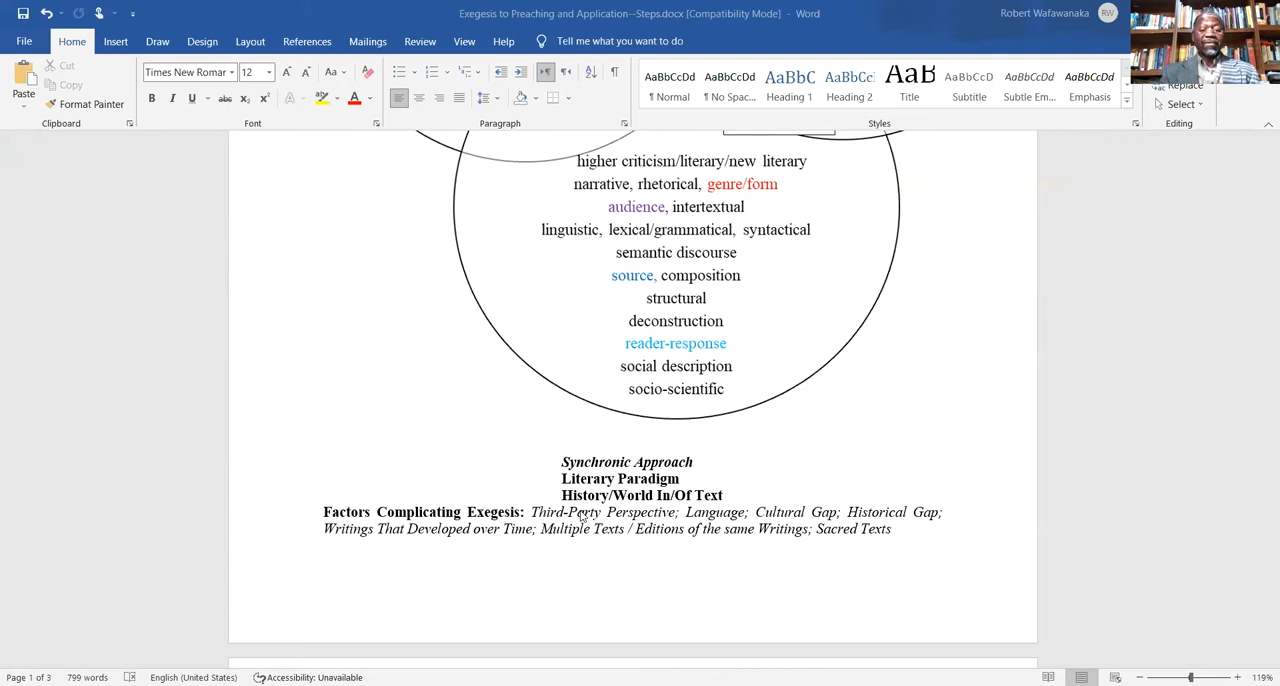 Exegesis to Preaching and Application--Steps.docx [Compatibility Mode] - Word
Robert Wafawanaka RW
File Home Insert Draw Design Layout References Mailings Review View Help Tell me what you want to do
Paste
Cut
Copy
Format Painter
Clipboard
Times New Romar 12
Aa
B I U abc x₂ x² A A
Font
Paragraph
AaBbCcDd AaBbCcDd AaBbC AaBbCc AaB AaBbCcD AaBbCcDd AaBbCcDd
¶ Normal ¶ No Spac... Heading 1 Heading 2 Title Subtitle Subtle Em... Emphasis
Styles
Replace
Select
Editing
higher criticism/literary/new literary
narrative, rhetorical, genre/form
audience, intertextual
linguistic, lexical/grammatical, syntactical
semantic discourse
source, composition
structural
deconstruction
reader-response
social description
socio-scientific
Synchronic Approach
Literary Paradigm
History/World In/Of Text
Factors Complicating Exegesis: Third-Party Perspective; Language; Cultural Gap; Historical Gap;
Writings That Developed over Time; Multiple Texts / Editions of the same Writings; Sacred Texts
Page 1 of 3 799 words English (United States) Accessibility: Unavailable 119%